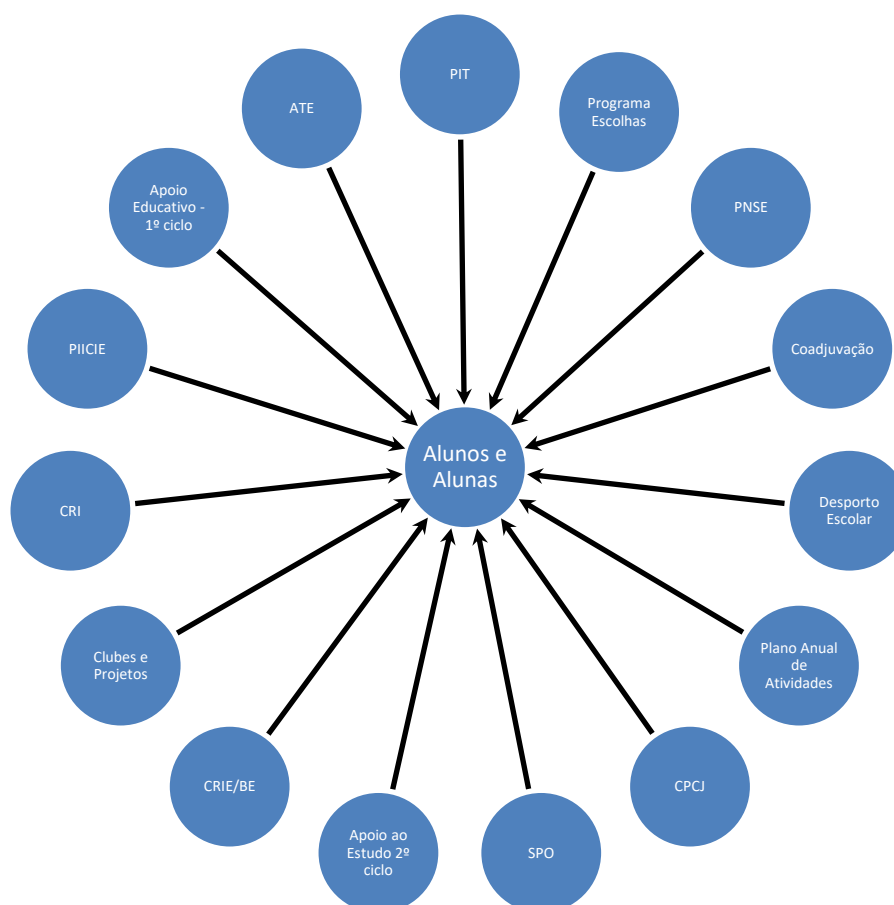 PIT
Programa
Escolhas
PNSE
Coadjuvação
Desporto
Escolar
Plano Anual
de
Atividades
CPCJ
SPO
Apoio ao
Estudo 2º
ciclo
CRIE/BE
Clubes e
Projetos
CRI
PIICIE
Apoio
Educativo -
1º ciclo
ATE
Alunos e
Alunas